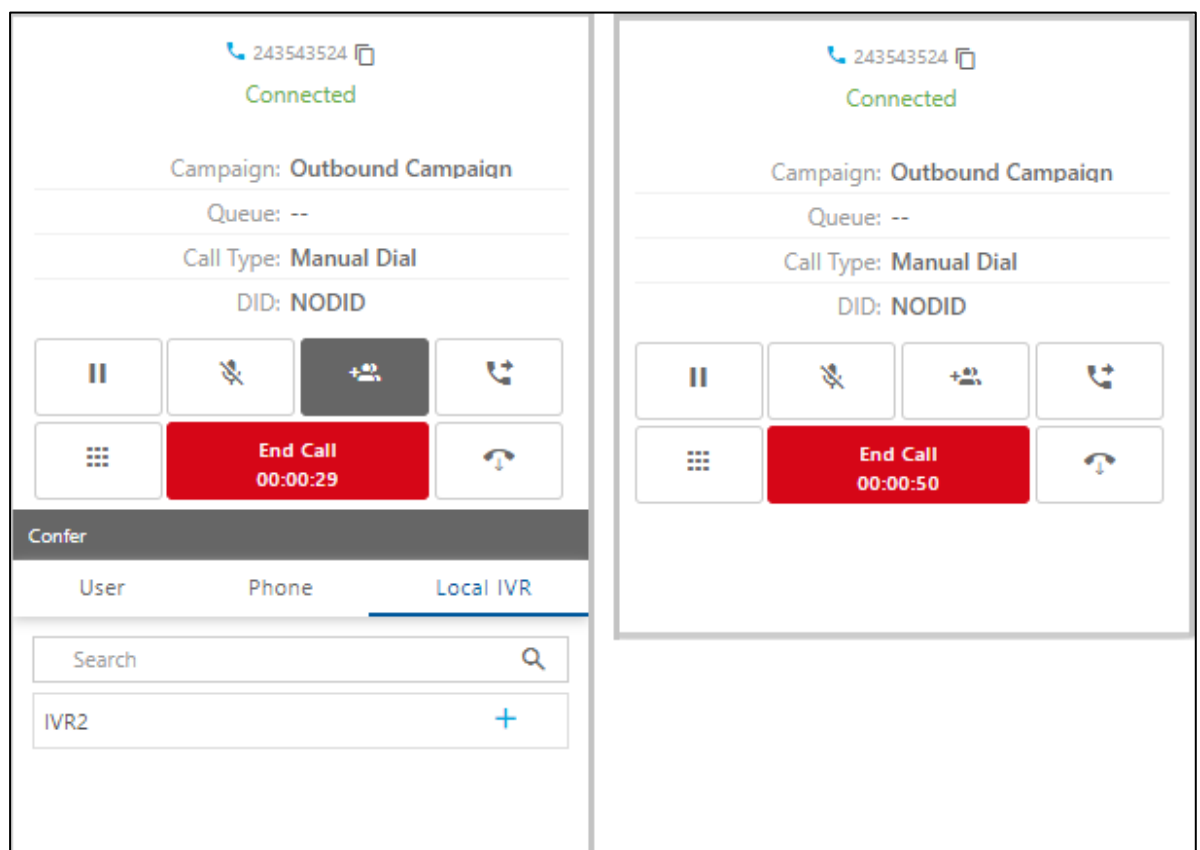 243543524
Connected
Campaign: Outbound Campaign
Queue: --
Call Type: Manual Dial
DID: NODID
End Call
00:00:29
Confer
User Phone Local IVR
Search
IVR2
243543524
Connected
Campaign: Outbound Campaign
Queue: --
Call Type: Manual Dial
DID: NODID
End Call
00:00:50